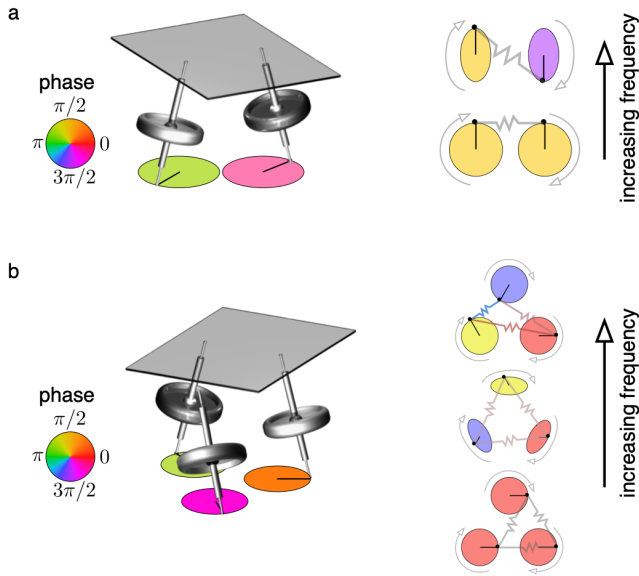 a
phase
π/2
π
0
3π/2
increasing frequency
b
phase
π/2
π
0
3π/2
increasing frequency